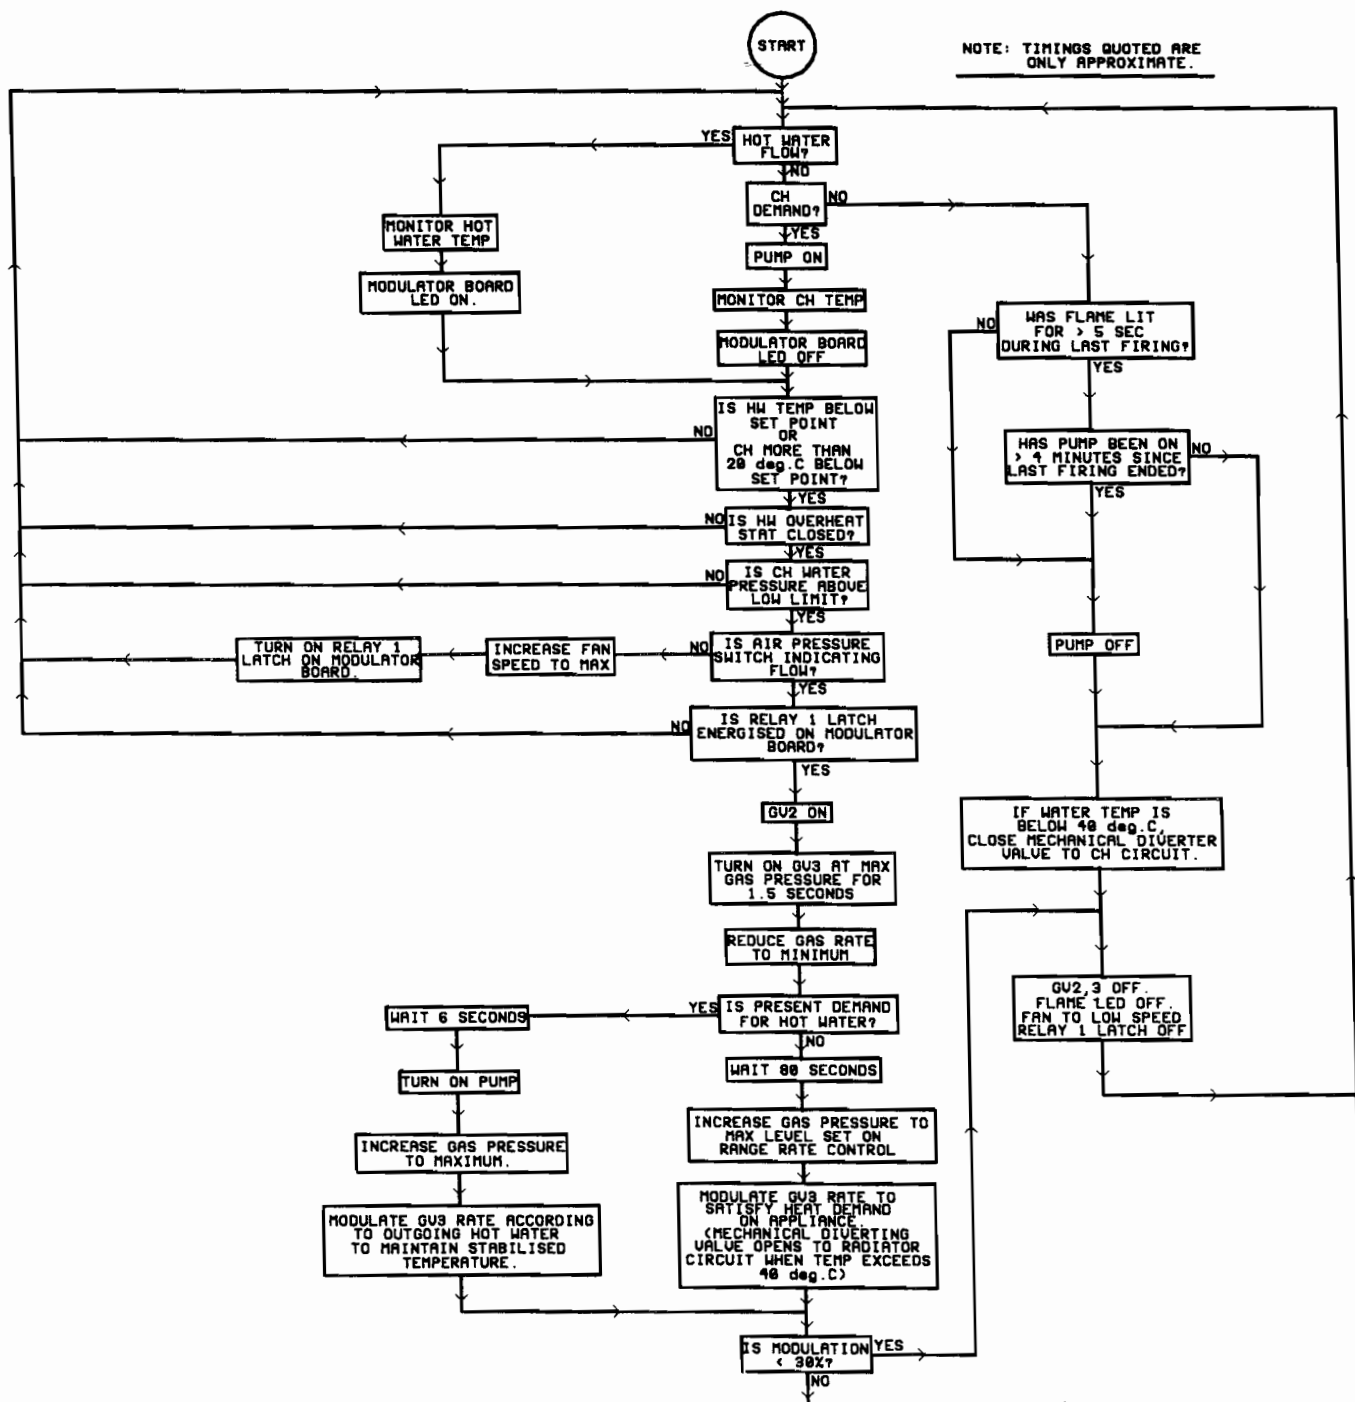 START
NOTE: TIMINGS QUOTED ARE
ONLY APPROXIMATE.
YES
HOT WATER
FLOW?
NO
CH
DEMAND?
NO
YES
MONITOR HOT
WATER TEMP
PUMP ON
MODULATOR BOARD
LED ON.
MONITOR CH TEMP
MODULATOR BOARD
LED OFF
NO
WAS FLAME LIT
FOR > 5 SEC
DURING LAST FIRING?
YES
IS HW TEMP BELOW
SET POINT
OR
CH MORE THAN
20 deg.C BELOW
SET POINT?
NO
YES
HAS PUMP BEEN ON
> 4 MINUTES SINCE
LAST FIRING ENDED?
NO
YES
NO
IS HW OVERHEAT
STAT CLOSED?
YES
NO
IS CH WATER
PRESSURE ABOVE
LOW LIMIT?
YES
TURN ON RELAY 1
LATCH ON MODULATOR
BOARD.
INCREASE FAN
SPEED TO MAX
NO
IS AIR PRESSURE
SWITCH INDICATING
FLOW?
YES
PUMP OFF
NO
IS RELAY 1 LATCH
ENERGISED ON MODULATOR
BOARD?
YES
GV2 ON
IF WATER TEMP IS
BELOW 40 deg.C,
CLOSE MECHANICAL DIVERTER
VALVE TO CH CIRCUIT.
TURN ON GV3 AT MAX
GAS PRESSURE FOR
1.5 SECONDS
REDUCE GAS RATE
TO MINIMUM
GV2,3 OFF.
FLAME LED OFF.
FAN TO LOW SPEED
RELAY 1 LATCH OFF
WAIT 6 SECONDS
YES
IS PRESENT DEMAND
FOR HOT WATER?
NO
TURN ON PUMP
WAIT 80 SECONDS
INCREASE GAS PRESSURE
TO MAXIMUM.
INCREASE GAS PRESSURE TO
MAX LEVEL SET ON
RANGE RATE CONTROL
MODULATE GV3 RATE ACCORDING
TO OUTGOING HOT WATER
TO MAINTAIN STABILISED
TEMPERATURE.
MODULATE GV3 RATE TO
SATISFY HEAT DEMAND
ON APPLIANCE.
(MECHANICAL DIVERTING
VALVE OPENS TO RADIATOR
CIRCUIT WHEN TEMP EXCEEDS
40 deg.C)
IS MODULATION
< 30%?
YES
NO